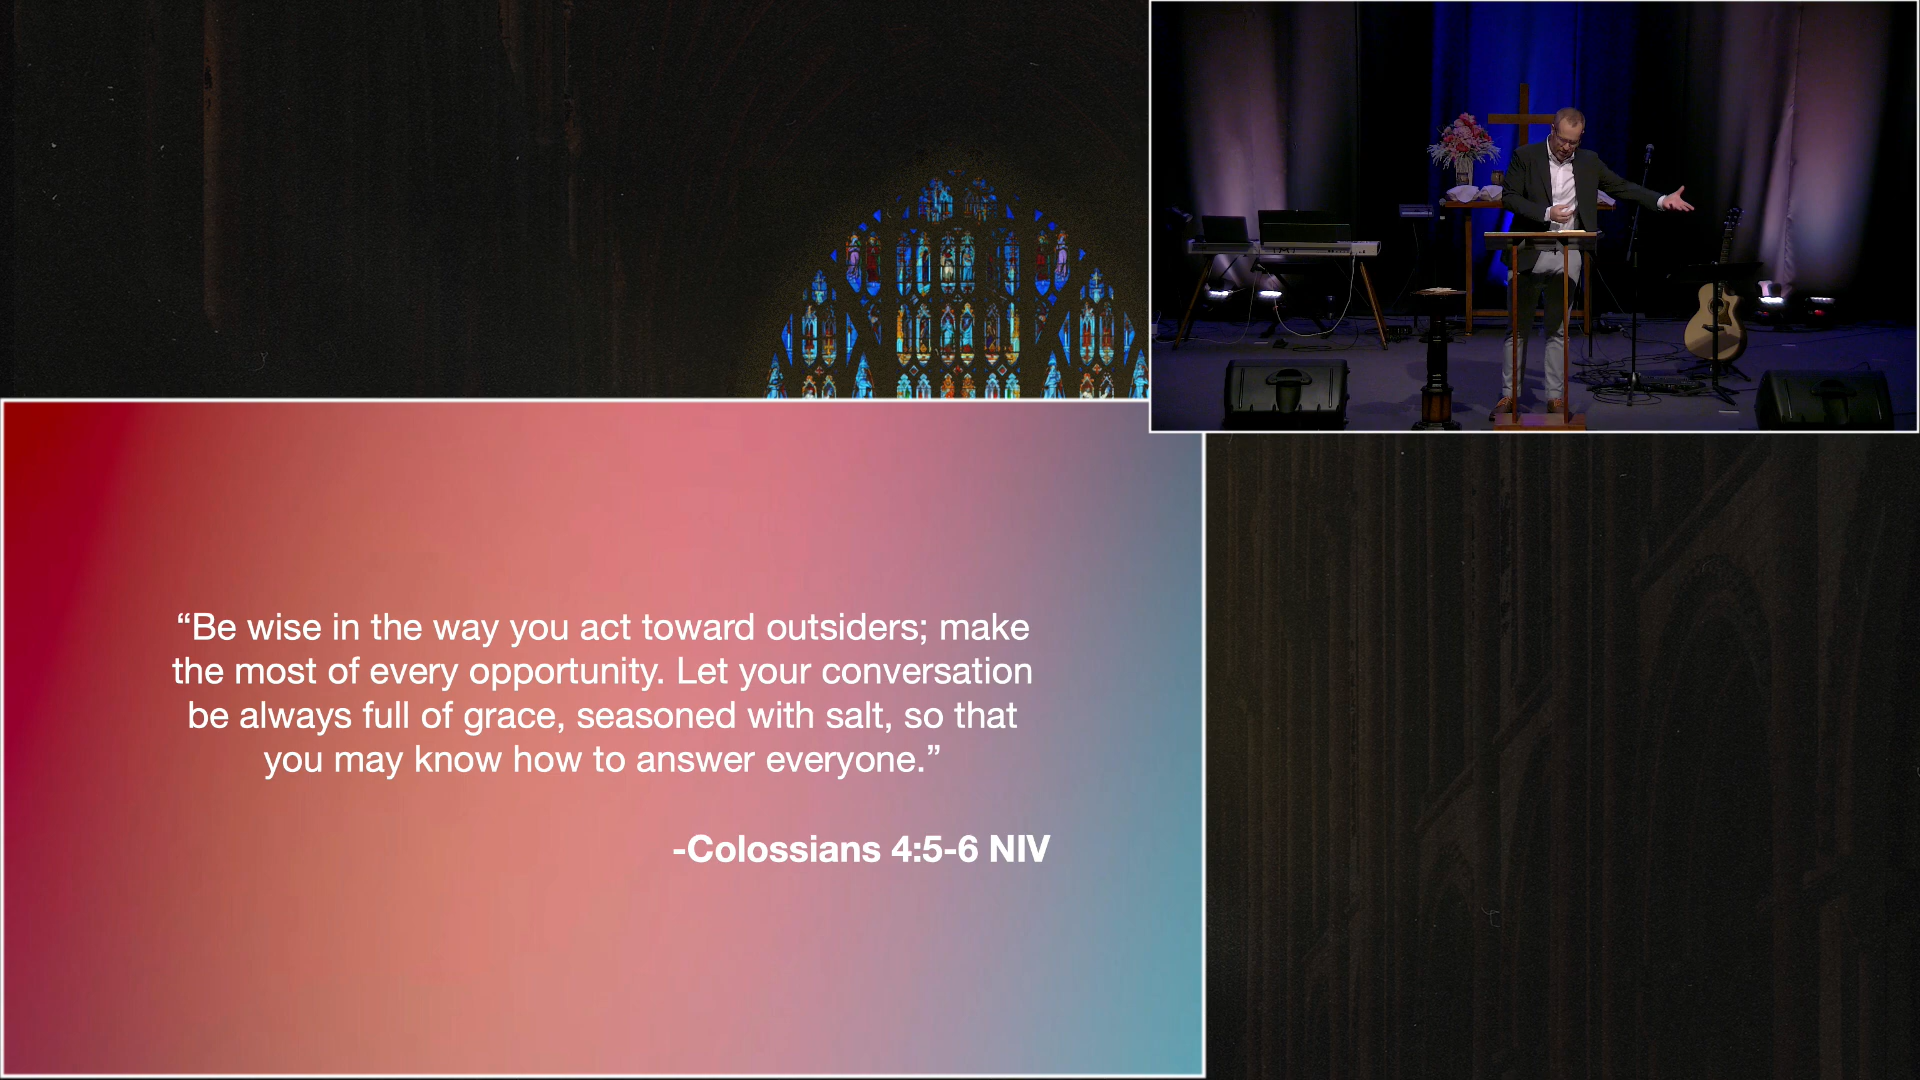 “Be wise in the way you act toward outsiders; make
the most of every opportunity. Let your conversation
be always full of grace, seasoned with salt, so that
you may know how to answer everyone.”
-Colossians 4:5-6 NIV